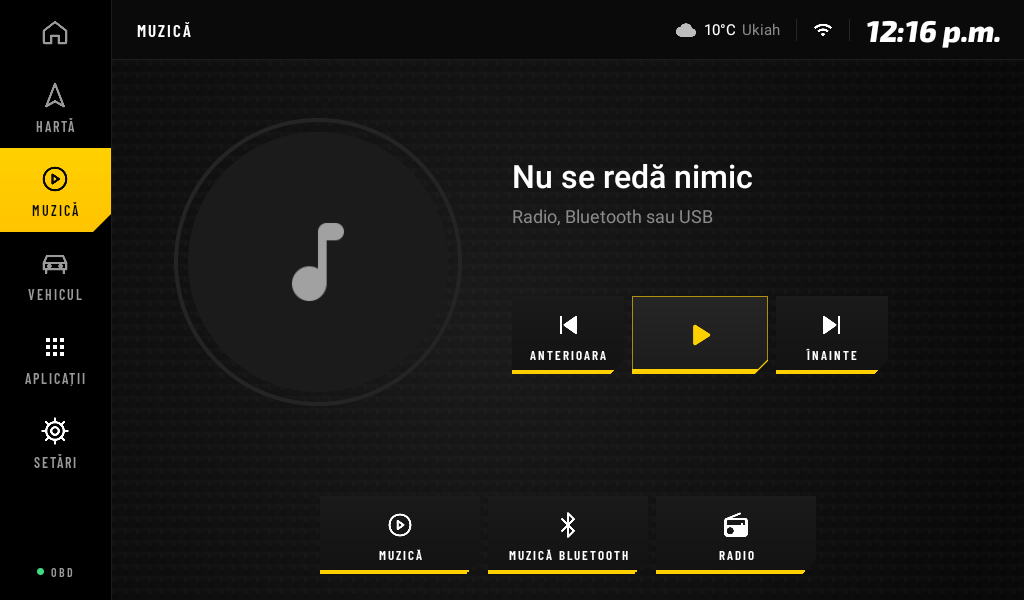 MUZICĂ
10°C Ukiah
12:16 p.m.
HARTĂ
MUZICĂ
VEHICUL
APLICAȚII
SETĂRI
OBD
Nu se redă nimic
Radio, Bluetooth sau USB
ANTERIOARA
ÎNAINTE
MUZICĂ
MUZICĂ BLUETOOTH
RADIO